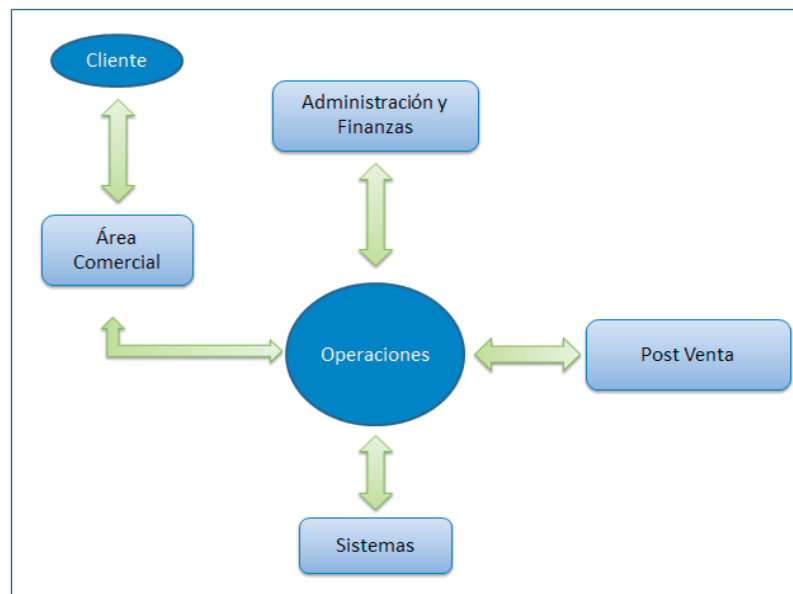 Cliente
Administración y
Finanzas
Área
Comercial
Operaciones
Post Venta
Sistemas